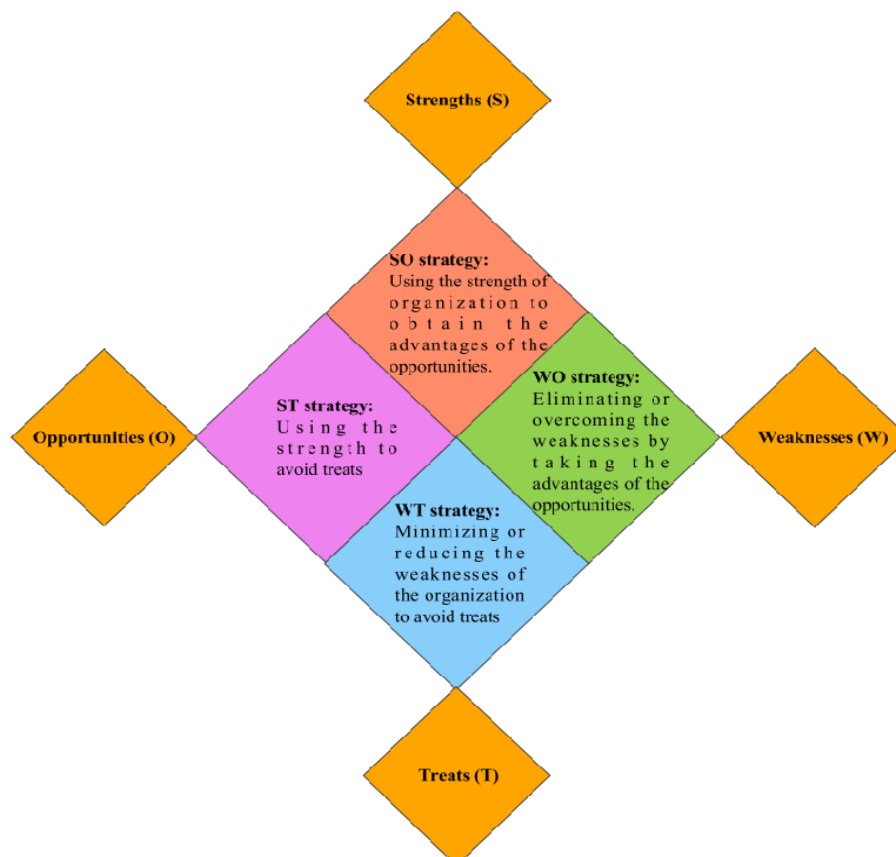 Strengths (S)
SO strategy:
Using the strength of
organization to
obtain the
advantages of the
opportunities.
ST strategy:
Using the
strength to
avoid treats
WO strategy:
Eliminating or
overcoming the
weaknesses by
taking the
advantages of the
opportunities.
Opportunities (O)
Weaknesses (W)
WT strategy:
Minimizing or
reducing the
weaknesses of
the organization
to avoid treats
Treats (T)